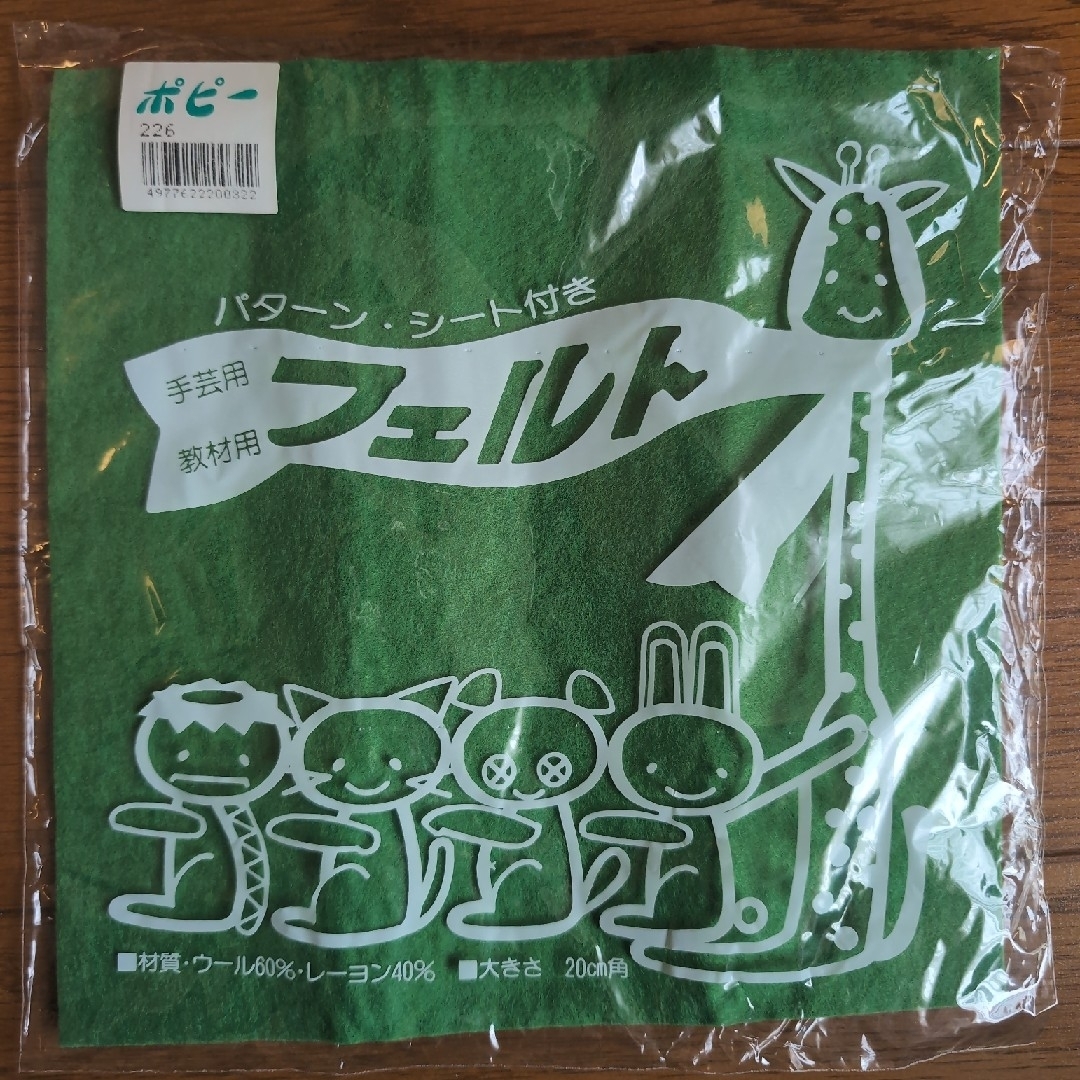 ポピー
226
4977622200322
パターン・シート付き
手芸用
教材用
フェルト
■材質・ウール60%・レーヨン40% ■大きさ 20cm角